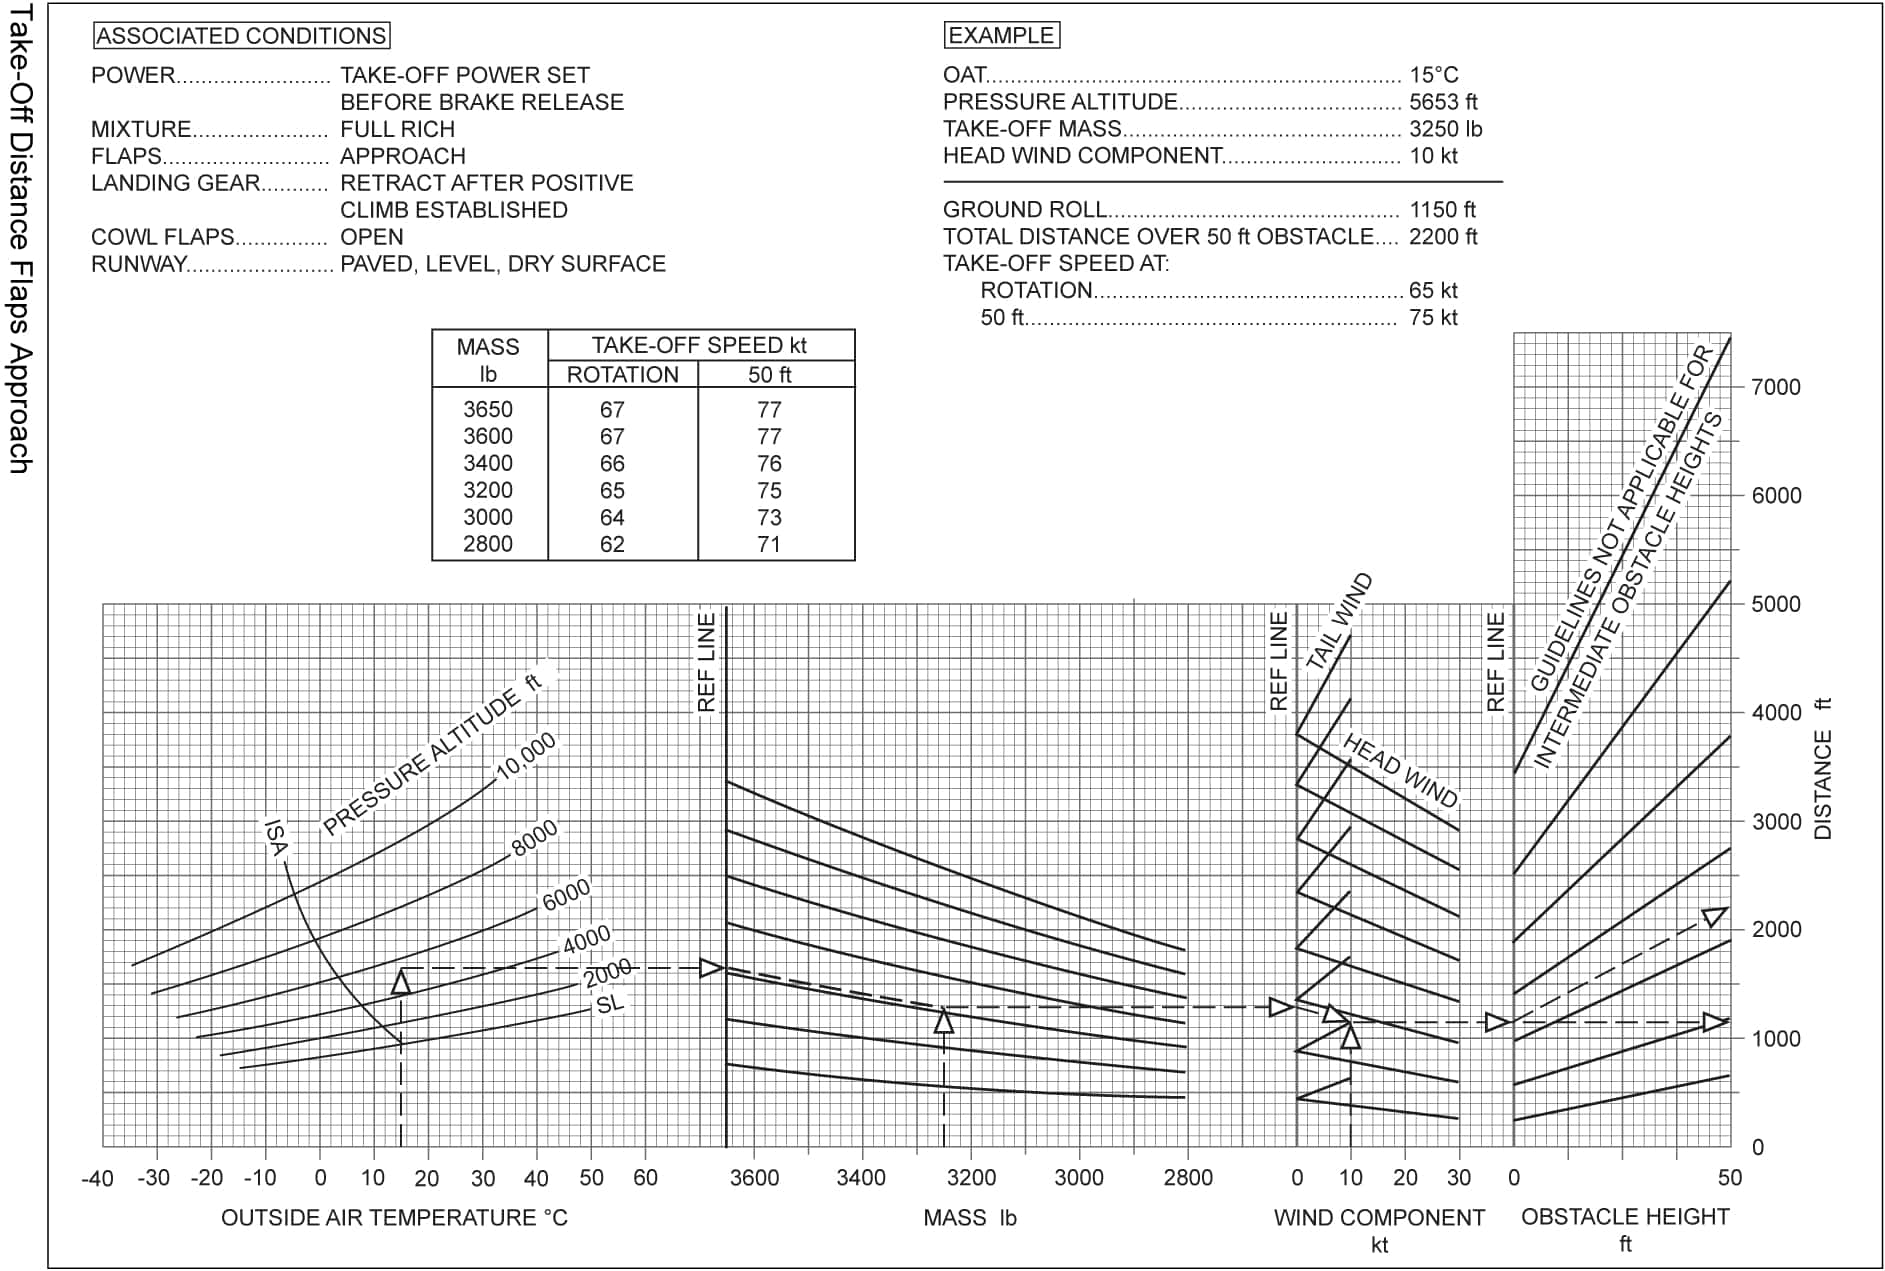 Take-Off Distance Flaps Approach
ASSOCIATED CONDITIONS
POWER....................... TAKE-OFF POWER SET
BEFORE BRAKE RELEASE
MIXTURE.................... FULL RICH
FLAPS......................... APPROACH
LANDING GEAR.......... RETRACT AFTER POSITIVE
CLIMB ESTABLISHED
COWL FLAPS.............. OPEN
RUNWAY...................... PAVED, LEVEL, DRY SURFACE
EXAMPLE
OAT.............................................................. 15°C
PRESSURE ALTITUDE................................. 5653 ft
TAKE-OFF MASS......................................... 3250 lb
HEAD WIND COMPONENT.......................... 10 kt
GROUND ROLL........................................... 1150 ft
TOTAL DISTANCE OVER 50 ft OBSTACLE.... 2200 ft
TAKE-OFF SPEED AT:
ROTATION.............................................. 65 kt
50 ft....................................................... 75 kt
MASS lb TAKE-OFF SPEED kt
ROTATION 50 ft
3650 67 77
3600 67 77
3400 66 76
3200 65 75
3000 64 73
2800 62 71
PRESSURE ALTITUDE ft
10,000
8000
6000
4000
2000
SL
ISA
REF LINE
REF LINE
TAIL WIND
HEAD WIND
REF LINE
GUIDELINES NOT APPLICABLE FOR
INTERMEDIATE OBSTACLE HEIGHTS
7000
6000
5000
4000
3000
2000
1000
0
DISTANCE ft
-40 -30 -20 -10 0 10 20 30 40 50 60 3600 3400 3200 3000 2800 0 10 20 30 0 50
OUTSIDE AIR TEMPERATURE °C
MASS lb
WIND COMPONENT
kt
OBSTACLE HEIGHT
ft